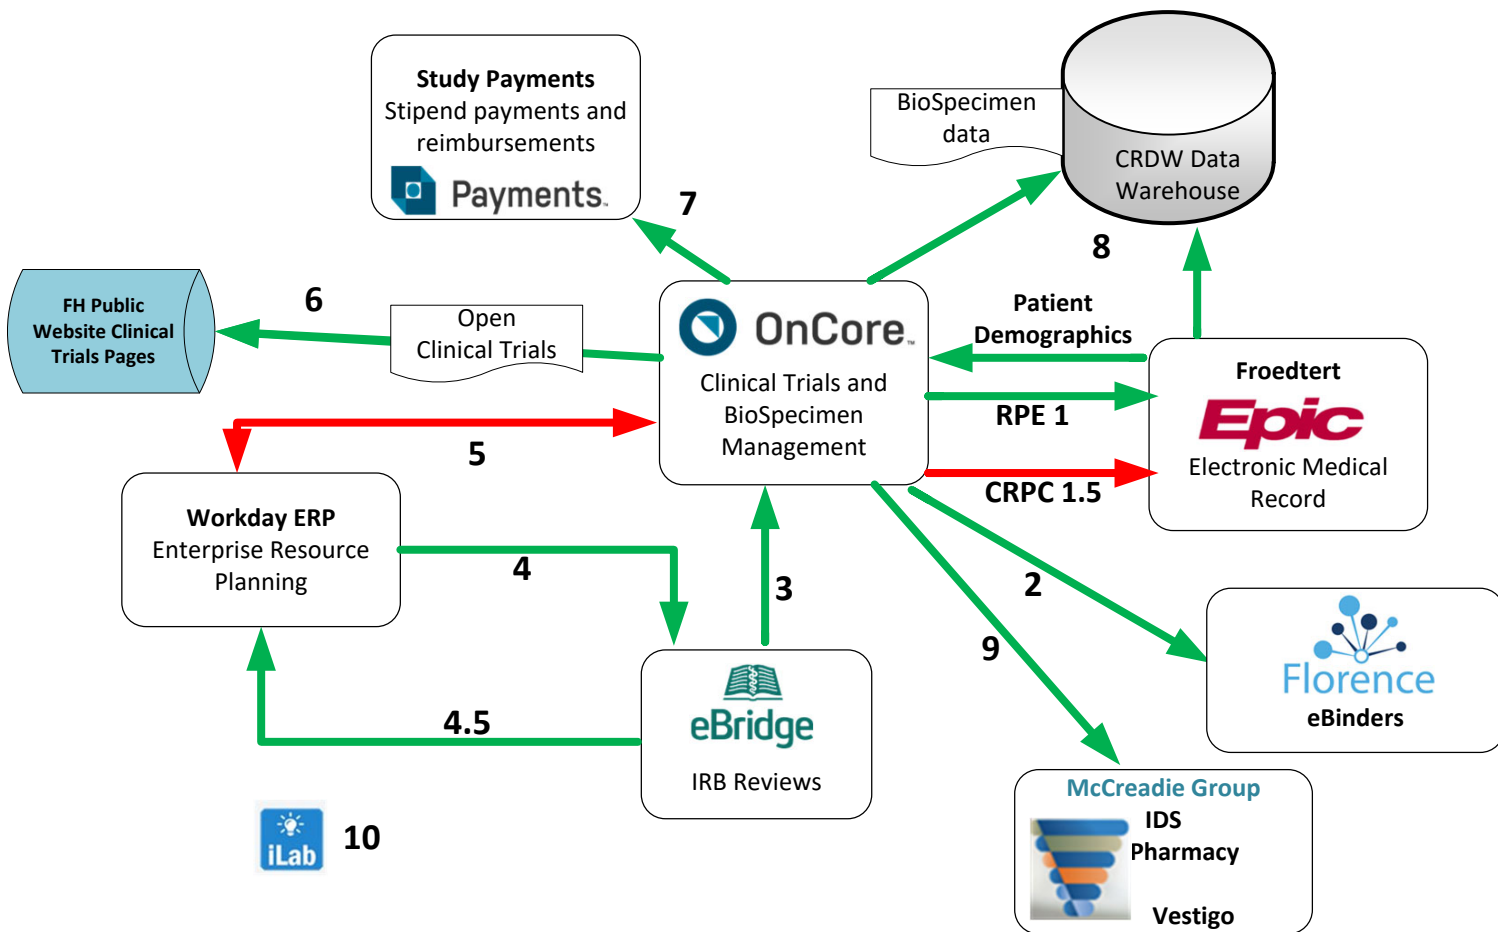 Study Payments
Stipend payments and
reimbursements
Payments™
7
BioSpecimen
data
CRDW Data
Warehouse
8
FH Public
Website Clinical
Trials Pages
6
Open
Clinical Trials
OnCore™
Clinical Trials and
BioSpecimen
Management
Patient
Demographics
RPE 1
CRPC 1.5
Froedtert
Epic
Electronic Medical
Record
5
Workday ERP
Enterprise Resource
Planning
4
3
2
9
4.5
eBridge
IRB Reviews
Florence
eBinders
McCreadie Group
IDS
Pharmacy
Vestigo
iLab
10